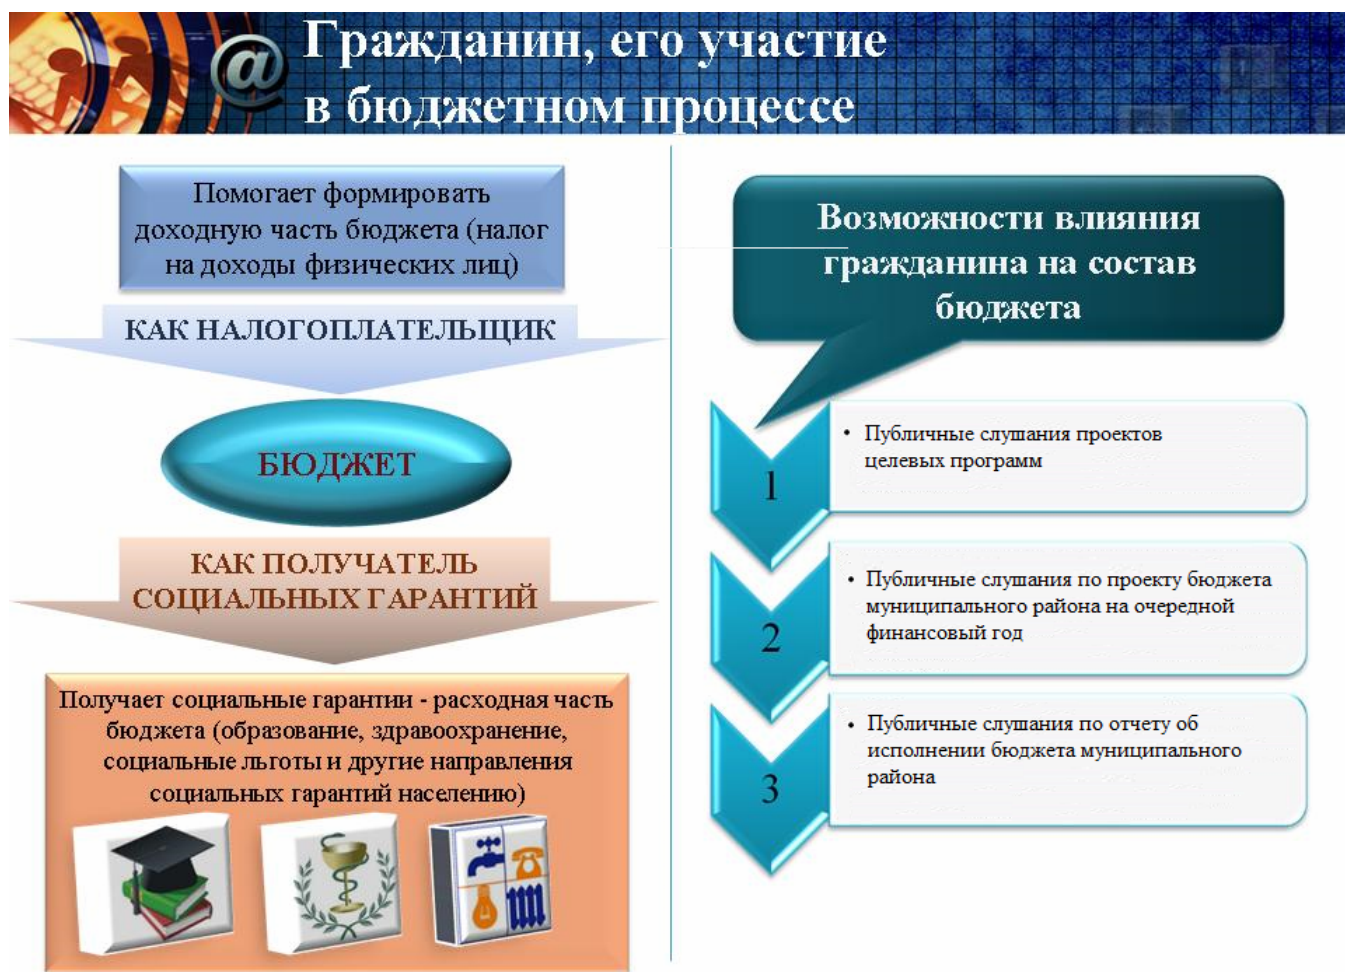 Гражданин, его участие
в бюджетном процессе
Помогает формировать
доходную часть бюджета (налог
на доходы физических лиц)
КАК НАЛОГОПЛАТЕЛЬЩИК
БЮДЖЕТ
КАК ПОЛУЧАТЕЛЬ
СОЦИАЛЬНЫХ ГАРАНТИЙ
Получает социальные гарантии - расходная часть
бюджета (образование, здравоохранение,
социальные льготы и другие направления
социальных гарантий населению)
Возможности влияния
гражданина на состав
бюджета
1
• Публичные слушания проектов
целевых программ
2
• Публичные слушания по проекту бюджета
муниципального района на очередной
финансовый год
3
• Публичные слушания по отчету об
исполнении бюджета муниципального
района